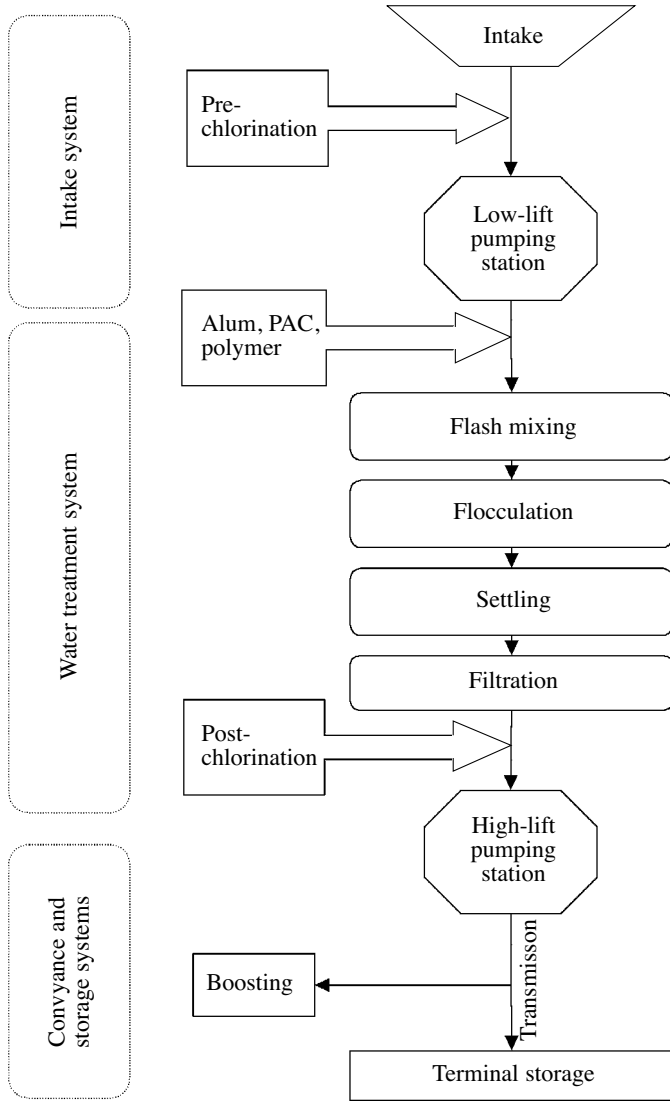 Intake
Pre-
chlorination
Intake system
Low-lift
pumping
station
Alum, PAC,
polymer
Flash mixing
Flocculation
Water treatment system
Settling
Filtration
Post-
chlorination
High-lift
pumping
station
Convyance and
storage systems
Transmisson
Boosting
Terminal storage